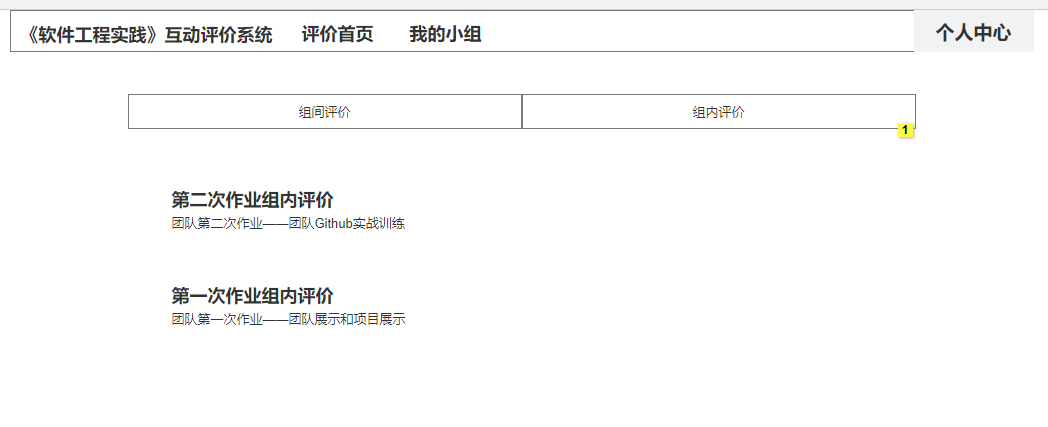 《软件工程实践》互动评价系统 评价首页 我的小组 个人中心
组间评价 组内评价
1
第二次作业组内评价
团队第二次作业——团队Github实战训练
第一次作业组内评价
团队第一次作业——团队展示和项目展示